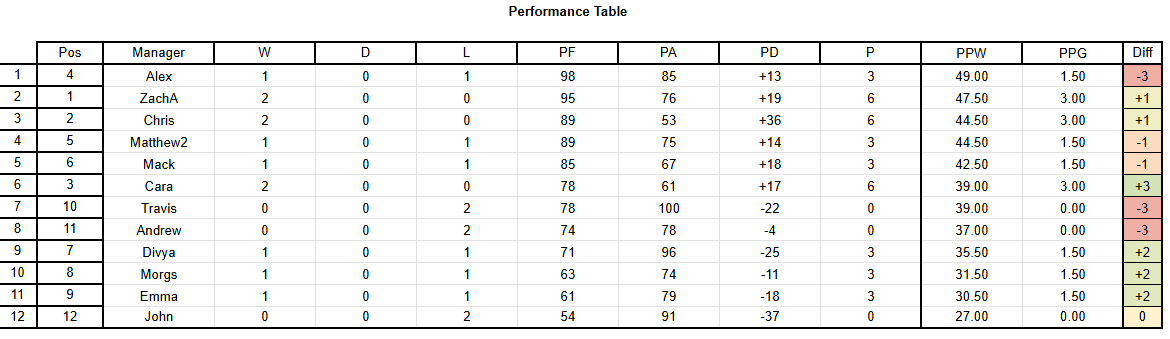 Performance Table
Pos Manager W D L PF PA PD P PPW PPG Diff
1 4 Alex 1 0 1 98 85 +13 3 49.00 1.50 -3
2 1 ZachA 2 0 0 95 76 +19 6 47.50 3.00 +1
3 2 Chris 2 0 0 89 53 +36 6 44.50 3.00 +1
4 5 Matthew2 1 0 1 89 75 +14 3 44.50 1.50 -1
5 6 Mack 1 0 1 85 67 +18 3 42.50 1.50 -1
6 3 Cara 2 0 0 78 61 +17 6 39.00 3.00 +3
7 10 Travis 0 0 2 78 100 -22 0 39.00 0.00 -3
8 11 Andrew 0 0 2 74 78 -4 0 37.00 0.00 -3
9 7 Divya 1 0 1 71 96 -25 3 35.50 1.50 +2
10 8 Morgs 1 0 1 63 74 -11 3 31.50 1.50 +2
11 9 Emma 1 0 1 61 79 -18 3 30.50 1.50 +2
12 12 John 0 0 2 54 91 -37 0 27.00 0.00 0